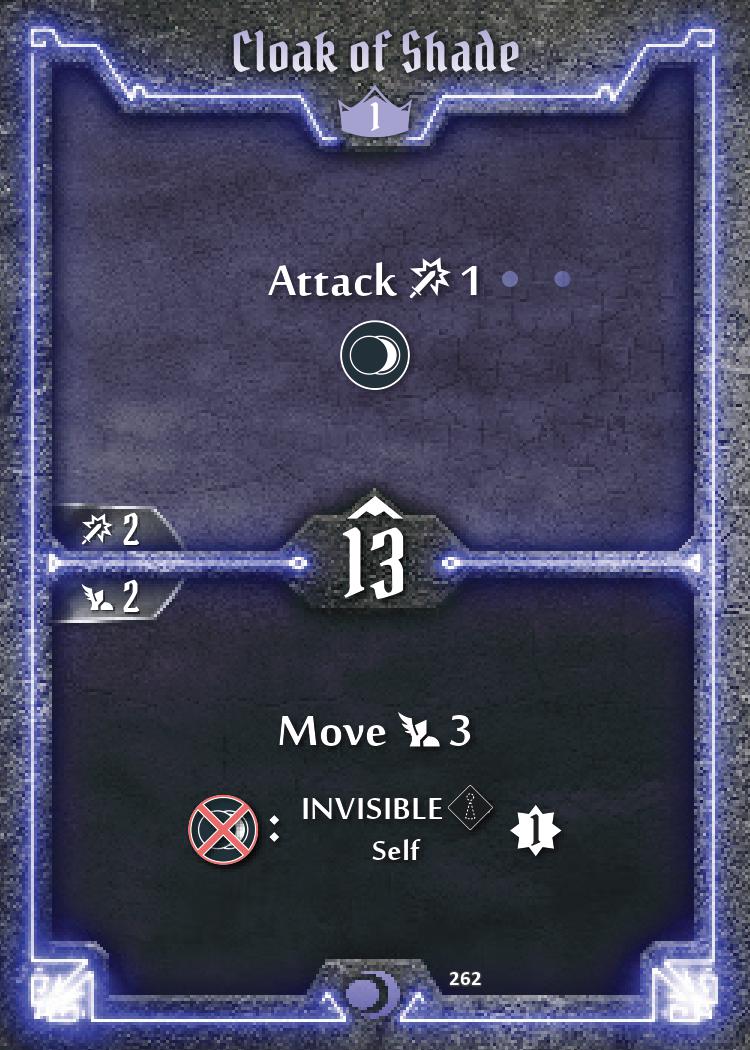 Cloak of Shade
1
Attack 1
2
13
2
Move 3
: INVISIBLE 1
Self
262